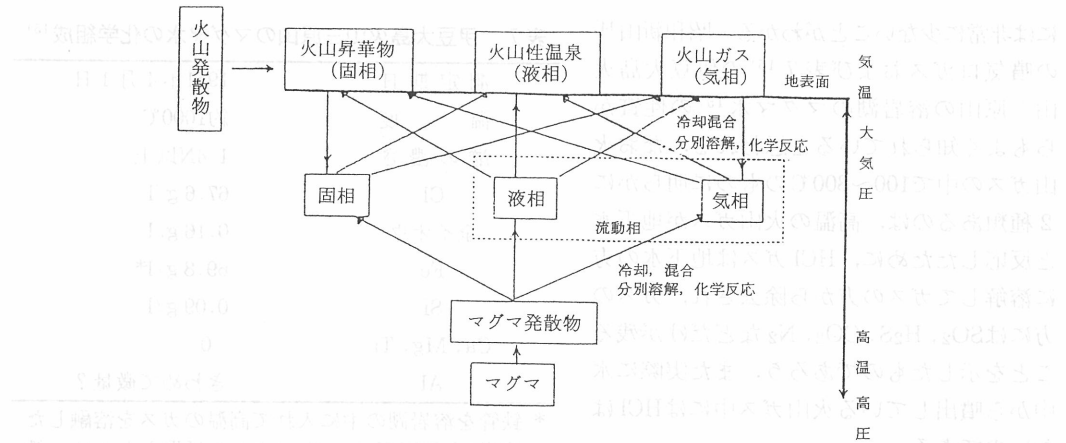 火山発散物
火山昇華物
(固相)
火山性温泉
(液相)
火山ガス
(気相)
地表面
気温
大気圧
冷却混合
分別溶解,化学反応
固相
液相
気相
流動相
冷却,混合
分別溶解,化学反応
マグマ発散物
マグマ
高温
高圧